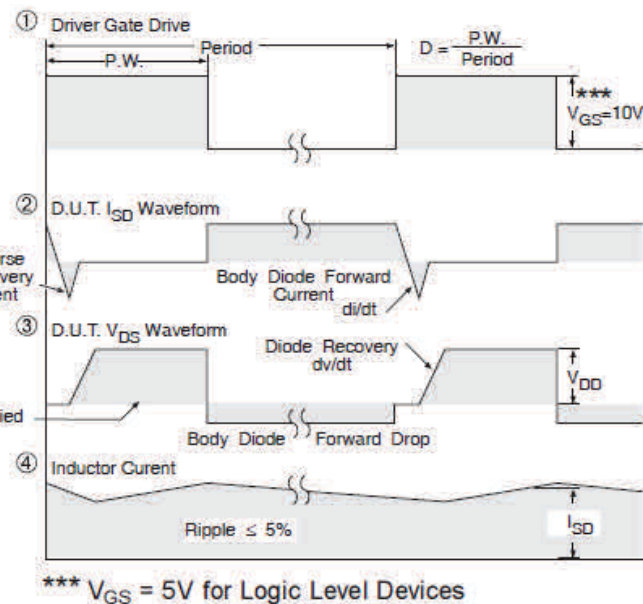 ① Driver Gate Drive
Period
P.W.
D = P.W.
Period
***
VGS=10V
② D.U.T. ISD Waveform
Body Diode Forward
Current
di/dt
③ D.U.T. VDS Waveform
Diode Recovery
dv/dt
VDD
Body Diode Forward Drop
④ Inductor Curent
Ripple ≤ 5%
ISD
*** VGS = 5V for Logic Level Devices